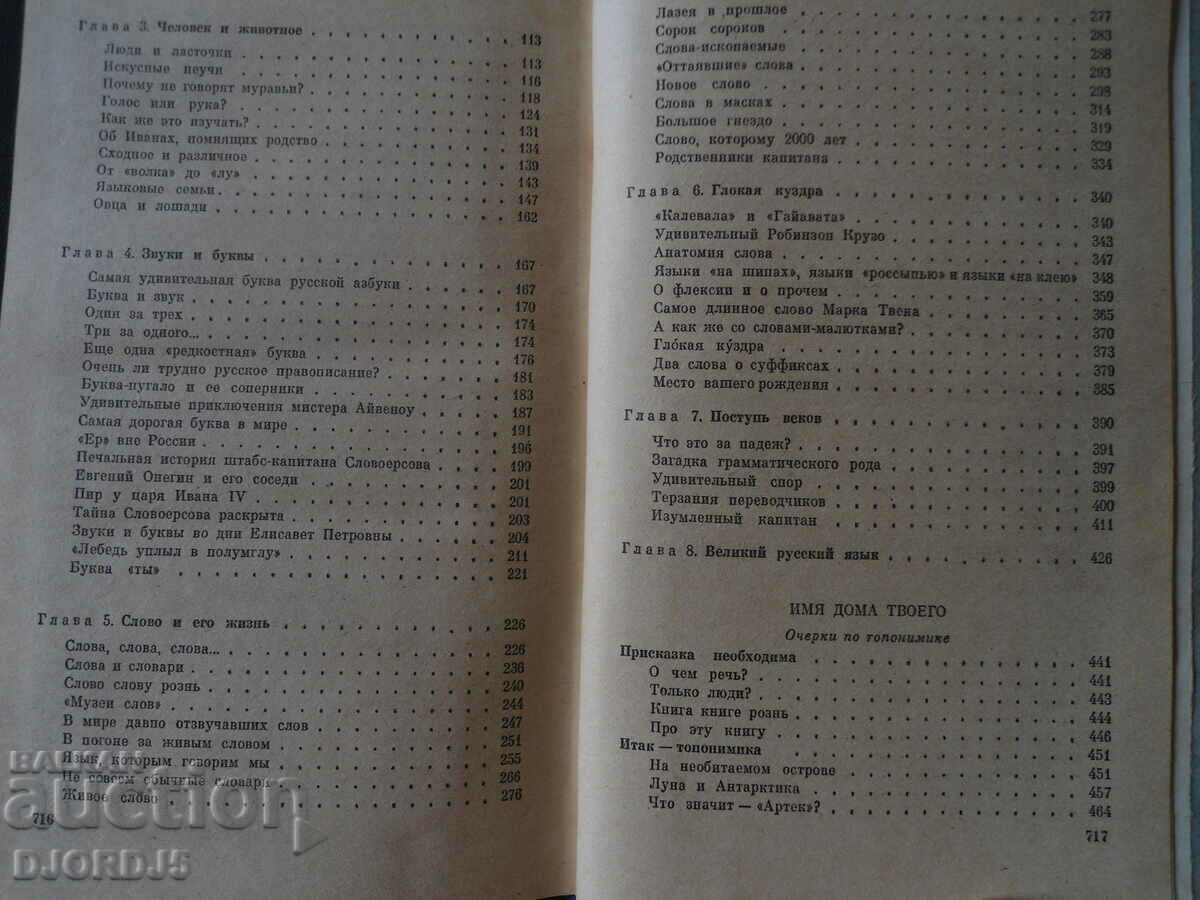 Глава 3. Человек и животное 113
Люди и ласточки 113
Искусные неучи 116
Почему не говорят муравьи? 118
Голос или рука? 124
Как же это изучать? 131
Об Иванах, помнящих родство 134
Сходное и различное 139
От «волка» до «лу» 143
Языковые семьи 147
Овца и лошади 162
Глава 4. Звуки и буквы 167
Самая удивительная буква русской азбуки 167
Буква и звук 170
Один за трех 174
Три за одного... 174
Еще одна «редкостная» буква 176
Очень ли трудно русское правописание? 181
Буква-пугало и ее соперники 183
Удивительные приключения мистера Айвеноу 187
Самая дорогая буква в мире 191
«Ер» вне России 196
Печальная история штабс-капитана Словоерсова 199
Евгений Онегин и его соседи 201
Пир у царя Ивана IV 201
Тайна Словоерсова раскрыта 203
Звуки и буквы во дни Елисавет Петровны 204
«Лебедь уплыл в полумглу» 211
Буква «ты» 221
Глава 5. Слово и его жизнь 226
Слова, слова, слова... 226
Слова и словари 236
Слово слову рознь 240
«Музеи слов» 244
В мире давно отзвучавших слов 247
В погоне за живым словом 251
Язык, которым говорим мы 255
Не совсем обычные словари 266
Живое слово 276
716
Лазея в прошлое 277
Сорок сороков 283
Слова-ископаемые 288
«Оттаявшие» слова 293
Новое слово 298
Слова в масках 314
Большое гнездо 319
Слово, которому 2000 лет 329
Родственники капитана 334
Глава 6. Глокая куздра 340
«Калевала» и «Гайавата» 340
Удивительный Робинзон Крузо 343
Анатомия слова 347
Языки «на шипах», языки «россыпью» и языки «на клею» 348
О флексии и о прочем 359
Самое длинное слово Марка Твена 365
А как же со словами-малютками? 370
Гло́кая ку́здра 373
Два слова о суффиксах 379
Место вашего рождения 385
Глава 7. Поступь веков 390
Что это за падеж? 391
Загадка грамматического рода 397
Удивительный спор 399
Терзания переводчиков 400
Изумленный капитан 411
Глава 8. Великий русский язык 426
ИМЯ ДОМА ТВОЕГО
Очерки по топонимике
Присказка необходима 441
О чем речь? 441
Только люди? 443
Книга книге рознь 444
Про эту книгу 446
Итак — топонимика 451
На необитаемом острове 451
Луна и Антарктика 457
Что значит — «Артек»? 464
717
BALKAN
auction
DJORDJ5